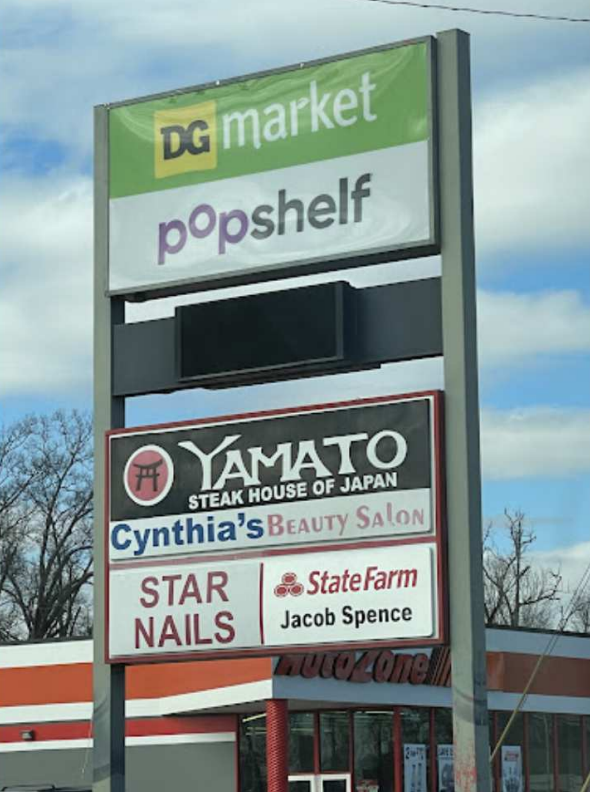 DG market
popshelf
YAMATO
STEAK HOUSE OF JAPAN
Cynthia's BEAUTY SALON
STAR
NAILS
StateFarm
Jacob Spence
AutoZone